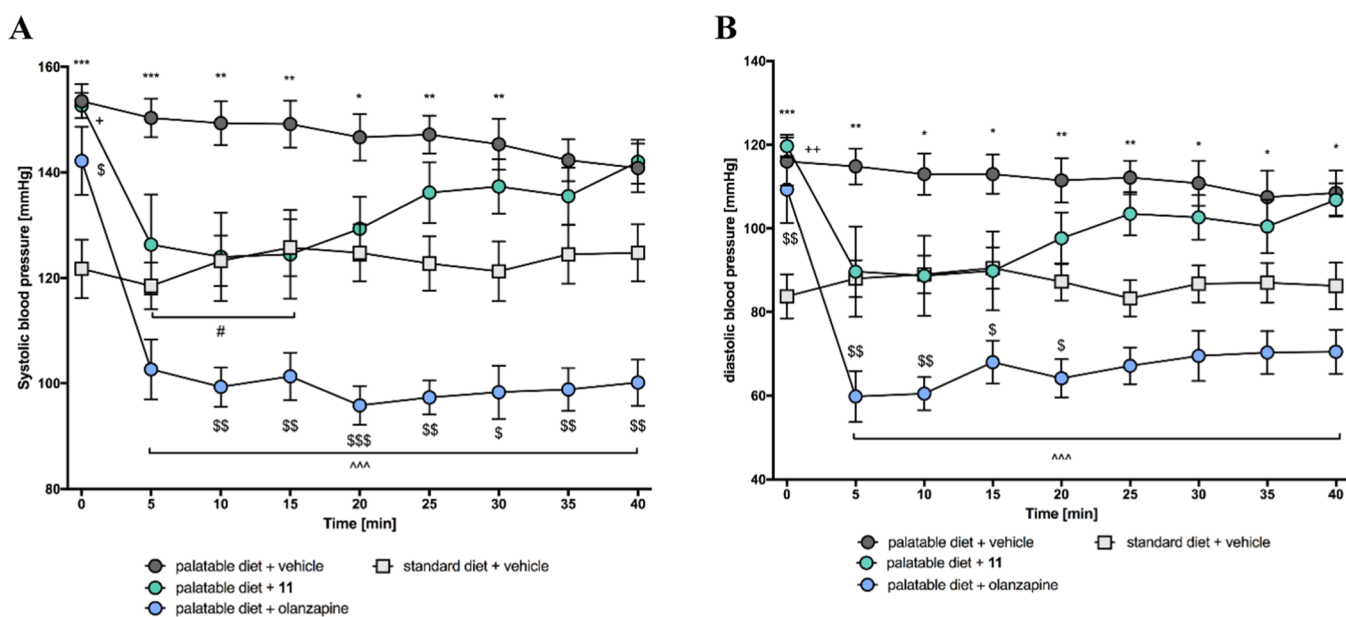 A
Systolic blood pressure [mmHg]
160
140
120
100
80
*** *** ** ** * ** **
+
$
#
$$ $$ $$$ $$ $ $$ $$
^^^
0 5 10 15 20 25 30 35 40
Time [min]
palatable diet + vehicle
standard diet + vehicle
palatable diet + 11
palatable diet + olanzapine
B
diastolic blood pressure [mmHg]
140
120
100
80
60
40
*** ** * * ** ** * * *
++
$$
$$ $$ $ $
^^^
0 5 10 15 20 25 30 35 40
Time [min]
palatable diet + vehicle
standard diet + vehicle
palatable diet + 11
palatable diet + olanzapine